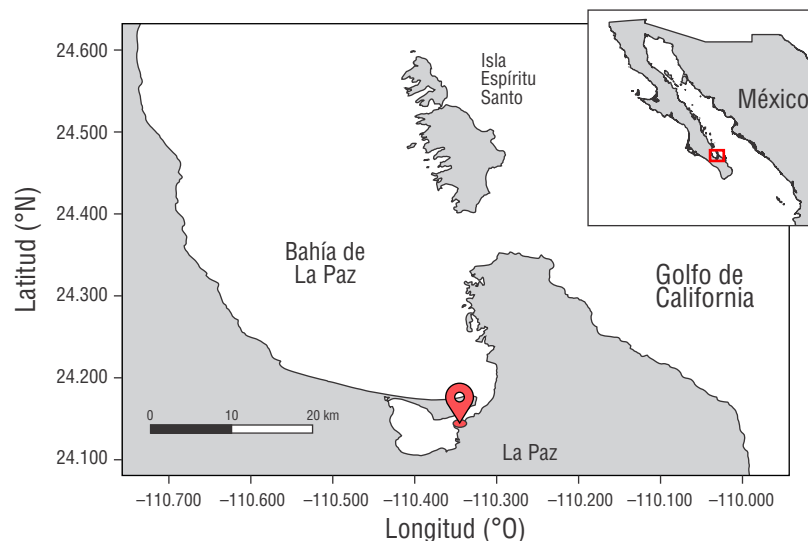 24.600
24.500
24.400
24.300
24.200
24.100
Latitud (°N)
Isla
Espíritu
Santo
México
Bahía de
La Paz
Golfo de
California
0
10
20 km
La Paz
−110.700
−110.600
−110.500
−110.400
−110.300
−110.200
−110.100
−110.000
Longitud (°O)